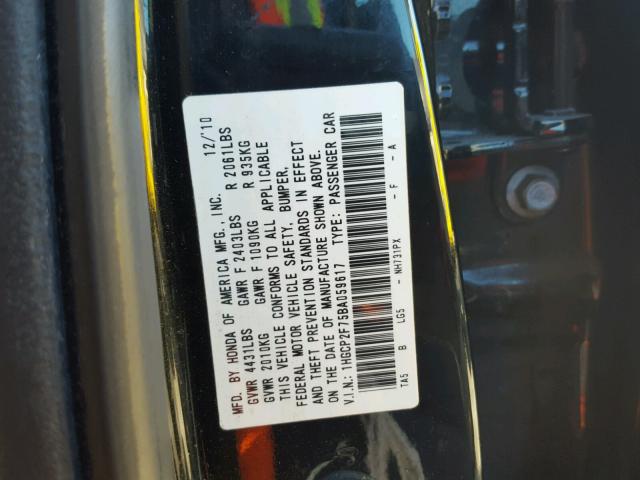 MFD. BY HONDA OF AMERICA MFG., INC. 12/'10
GVWR 4431LBS GAWR F 2403LBS R 2061LBS
GVWR 2010KG GAWR F 1090KG R 935KG
THIS VEHICLE CONFORMS TO ALL APPLICABLE
FEDERAL MOTOR VEHICLE SAFETY, BUMPER,
AND THEFT PREVENTION STANDARDS IN EFFECT
ON THE DATE OF MANUFACTURE SHOWN ABOVE.
V.I.N.: 1HGCP2F75BA059617 TYPE: PASSENGER CAR
TA5 B LG5 - NH731PX - F - A